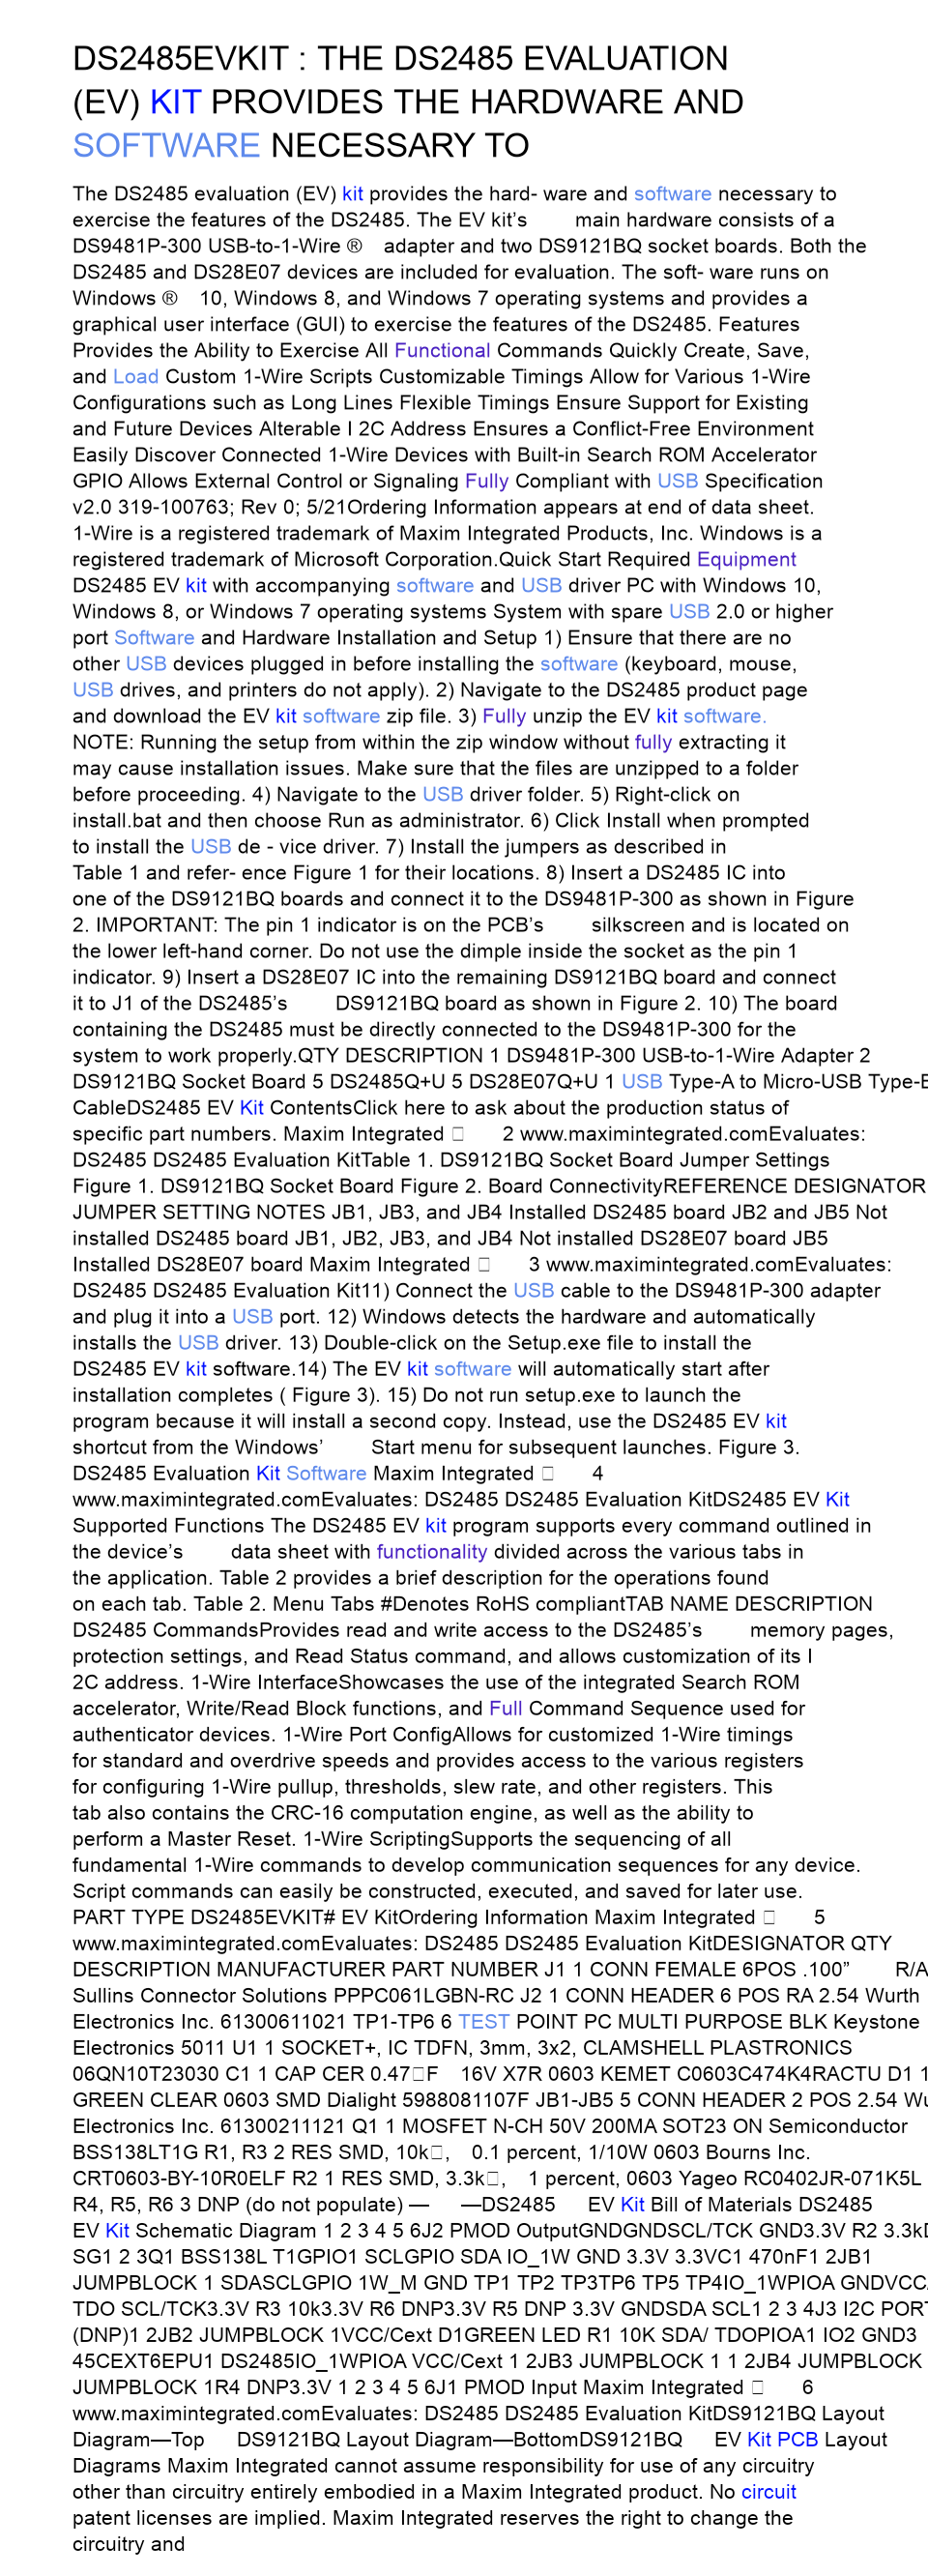 DS2485EVKIT : THE DS2485 EVALUATION
(EV) KIT PROVIDES THE HARDWARE AND
SOFTWARE NECESSARY TO
The DS2485 evaluation (EV) kit provides the hard- ware and software necessary to
exercise the features of the DS2485. The EV kit’s main hardware consists of a
DS9481P-300 USB-to-1-Wire ® adapter and two DS9121BQ socket boards. Both the
DS2485 and DS28E07 devices are included for evaluation. The soft- ware runs on
Windows ® 10, Windows 8, and Windows 7 operating systems and provides a
graphical user interface (GUI) to exercise the features of the DS2485. Features
Provides the Ability to Exercise All Functional Commands Quickly Create, Save,
and Load Custom 1-Wire Scripts Customizable Timings Allow for Various 1-Wire
Configurations such as Long Lines Flexible Timings Ensure Support for Existing
and Future Devices Alterable I 2C Address Ensures a Conflict-Free Environment
Easily Discover Connected 1-Wire Devices with Built-in Search ROM Accelerator
GPIO Allows External Control or Signaling Fully Compliant with USB Specification
v2.0 319-100763; Rev 0; 5/21Ordering Information appears at end of data sheet.
1-Wire is a registered trademark of Maxim Integrated Products, Inc. Windows is a
registered trademark of Microsoft Corporation.Quick Start Required Equipment
DS2485 EV kit with accompanying software and USB driver PC with Windows 10,
Windows 8, or Windows 7 operating systems System with spare USB 2.0 or higher
port Software and Hardware Installation and Setup 1) Ensure that there are no
other USB devices plugged in before installing the software (keyboard, mouse,
USB drives, and printers do not apply). 2) Navigate to the DS2485 product page
and download the EV kit software zip file. 3) Fully unzip the EV kit software.
NOTE: Running the setup from within the zip window without fully extracting it
may cause installation issues. Make sure that the files are unzipped to a folder
before proceeding. 4) Navigate to the USB driver folder. 5) Right-click on
install.bat and then choose Run as administrator. 6) Click Install when prompted
to install the USB de - vice driver. 7) Install the jumpers as described in
Table 1 and refer- ence Figure 1 for their locations. 8) Insert a DS2485 IC into
one of the DS9121BQ boards and connect it to the DS9481P-300 as shown in Figure
2. IMPORTANT: The pin 1 indicator is on the PCB’s silkscreen and is located on
the lower left-hand corner. Do not use the dimple inside the socket as the pin 1
indicator. 9) Insert a DS28E07 IC into the remaining DS9121BQ board and connect
it to J1 of the DS2485’s DS9121BQ board as shown in Figure 2. 10) The board
containing the DS2485 must be directly connected to the DS9481P-300 for the
system to work properly.QTY DESCRIPTION 1 DS9481P-300 USB-to-1-Wire Adapter 2
DS9121BQ Socket Board 5 DS2485Q+U 5 DS28E07Q+U 1 USB Type-A to Micro-USB Type-B
CableDS2485 EV Kit ContentsClick here to ask about the production status of
specific part numbers. Maxim Integrated 2 www.maximintegrated.comEvaluates:
DS2485 DS2485 Evaluation KitTable 1. DS9121BQ Socket Board Jumper Settings
Figure 1. DS9121BQ Socket Board Figure 2. Board ConnectivityREFERENCE DESIGNATOR
JUMPER SETTING NOTES JB1, JB3, and JB4 Installed DS2485 board JB2 and JB5 Not
installed DS2485 board JB1, JB2, JB3, and JB4 Not installed DS28E07 board JB5
Installed DS28E07 board Maxim Integrated 3 www.maximintegrated.comEvaluates:
DS2485 DS2485 Evaluation Kit11) Connect the USB cable to the DS9481P-300 adapter
and plug it into a USB port. 12) Windows detects the hardware and automatically
installs the USB driver. 13) Double-click on the Setup.exe file to install the
DS2485 EV kit software.14) The EV kit software will automatically start after
installation completes ( Figure 3). 15) Do not run setup.exe to launch the
program because it will install a second copy. Instead, use the DS2485 EV kit
shortcut from the Windows’ Start menu for subsequent launches. Figure 3.
DS2485 Evaluation Kit Software Maxim Integrated 4
www.maximintegrated.comEvaluates: DS2485 DS2485 Evaluation KitDS2485 EV Kit
Supported Functions The DS2485 EV kit program supports every command outlined in
the device’s data sheet with functionality divided across the various tabs in
the application. Table 2 provides a brief description for the operations found
on each tab. Table 2. Menu Tabs #Denotes RoHS compliantTAB NAME DESCRIPTION
DS2485 CommandsProvides read and write access to the DS2485’s memory pages,
protection settings, and Read Status command, and allows customization of its I
2C address. 1-Wire InterfaceShowcases the use of the integrated Search ROM
accelerator, Write/Read Block functions, and Full Command Sequence used for
authenticator devices. 1-Wire Port ConfigAllows for customized 1-Wire timings
for standard and overdrive speeds and provides access to the various registers
for configuring 1-Wire pullup, thresholds, slew rate, and other registers. This
tab also contains the CRC-16 computation engine, as well as the ability to
perform a Master Reset. 1-Wire ScriptingSupports the sequencing of all
fundamental 1-Wire commands to develop communication sequences for any device.
Script commands can easily be constructed, executed, and saved for later use.
PART TYPE DS2485EVKIT# EV KitOrdering Information Maxim Integrated 5
www.maximintegrated.comEvaluates: DS2485 DS2485 Evaluation KitDESIGNATOR QTY
DESCRIPTION MANUFACTURER PART NUMBER J1 1 CONN FEMALE 6POS .100” R/A
Sullins Connector Solutions PPPC061LGBN-RC J2 1 CONN HEADER 6 POS RA 2.54 Wurth
Electronics Inc. 61300611021 TP1-TP6 6 TEST POINT PC MULTI PURPOSE BLK Keystone
Electronics 5011 U1 1 SOCKET+, IC TDFN, 3mm, 3x2, CLAMSHELL PLASTRONICS
06QN10T23030 C1 1 CAP CER 0.47F 16V X7R 0603 KEMET C0603C474K4RACTU D1 1
GREEN CLEAR 0603 SMD Dialight 5988081107F JB1-JB5 5 CONN HEADER 2 POS 2.54
Electronics Inc. 61300211121 Q1 1 MOSFET N-CH 50V 200MA SOT23 ON Semiconductor
BSS138LT1G R1, R3 2 RES SMD, 10k, 0.1 percent, 1/10W 0603 Bourns Inc.
CRT0603-BY-10R0ELF R2 1 RES SMD, 3.3k, 1 percent, 0603 Yageo RC0402JR-071K5L
R4, R5, R6 3 DNP (do not populate) — —DS2485 EV Kit Bill of Materials DS2485
EV Kit Schematic Diagram 1 2 3 4 5 6J2 PMOD OutputGNDGNDSCL/TCK GND3.3V R2
SG1 2 3Q1 BSS138L T1GPIO1 SCLGPIO SDA IO_1W GND 3.3V 3.3VC1 470nF1 2JB1
JUMPBLOCK 1 SDASCLGPIO 1W_M GND TP1 TP2 TP3TP6 TP5 TP4IO_1WPIOA
TDO SCL/TCK3.3V R3 10k3.3V R6 DNP3.3V R5 DNP 3.3V GNDSDA SCL1 2 3 4J3 I2C PORT
(DNP)1 2JB2 JUMPBLOCK 1VCC/Cext D1GREEN LED R1 10K SDA/ TDOPIOA1 IO2 GND3
45CEXT6EPU1 DS2485IO_1WPIOA VCC/Cext 1 2JB3 JUMPBLOCK 1 1 2JB4 JUMPBLOCK
JUMPBLOCK 1R4 DNP3.3V 1 2 3 4 5 6J1 PMOD Input Maxim Integrated 6
www.maximintegrated.comEvaluates: DS2485 DS2485 Evaluation KitDS9121BQ Layout
Diagram—Top DS9121BQ Layout Diagram—BottomDS9121BQ EV Kit PCB Layout
Diagrams Maxim Integrated cannot assume responsibility for use of any circuitry
other than circuitry entirely embodied in a Maxim Integrated product. No circuit
patent licenses are implied. Maxim Integrated reserves the right to change the
circuitry and